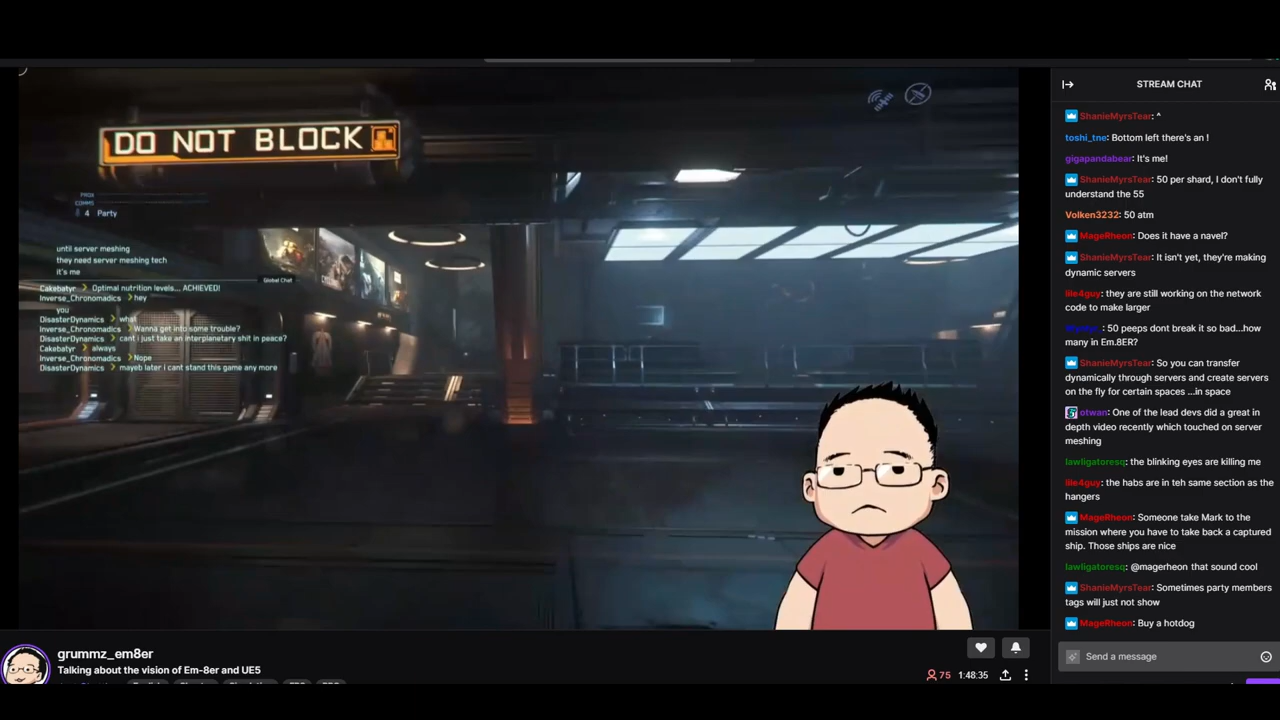 DO NOT BLOCK
COMMS
4 Party
until server meshing
they need server meshing tech
it's me
Global Chat
Cakebatyr > Optimal nutrition levels... ACHIEVED!
Inverse_Chronomadics > hey
you
DisasterDynamics > what
Inverse_Chronomadics > Wanna get into some trouble?
DisasterDynamics > cant i just take an interplanetary shit in peace?
Cakebatyr > always
Inverse_Chronomadics > Nope
DisasterDynamics > mayeb later i cant stand this game any more
grummz_em8er
Talking about the vision of Em-8er and UE5
75 1:48:35
STREAM CHAT
ShanieMyrsTear: ^
toshi_tne: Bottom left there's an !
gigapandabear: It's me!
ShanieMyrsTear: 50 per shard, I don't fully
understand the 55
Volken3232: 50 atm
MageRheon: Does it have a navel?
ShanieMyrsTear: It isn't yet, they're making
dynamic servers
lile4guy: they are still working on the network
code to make larger
: 50 peeps dont break it so bad...how
many in Em.8ER?
ShanieMyrsTear: So you can transfer
dynamically through servers and create servers
on the fly for certain spaces ...in space
otwan: One of the lead devs did a great in
depth video recently which touched on server
meshing
lawligatoresq: the blinking eyes are killing me
lile4guy: the habs are in teh same section as the
hangers
MageRheon: Someone take Mark to the
mission where you have to take back a captured
ship. Those ships are nice
lawligatoresq: @magerheon that sound cool
ShanieMyrsTear: Sometimes party members
tags will just not show
MageRheon: Buy a hotdog
Send a message